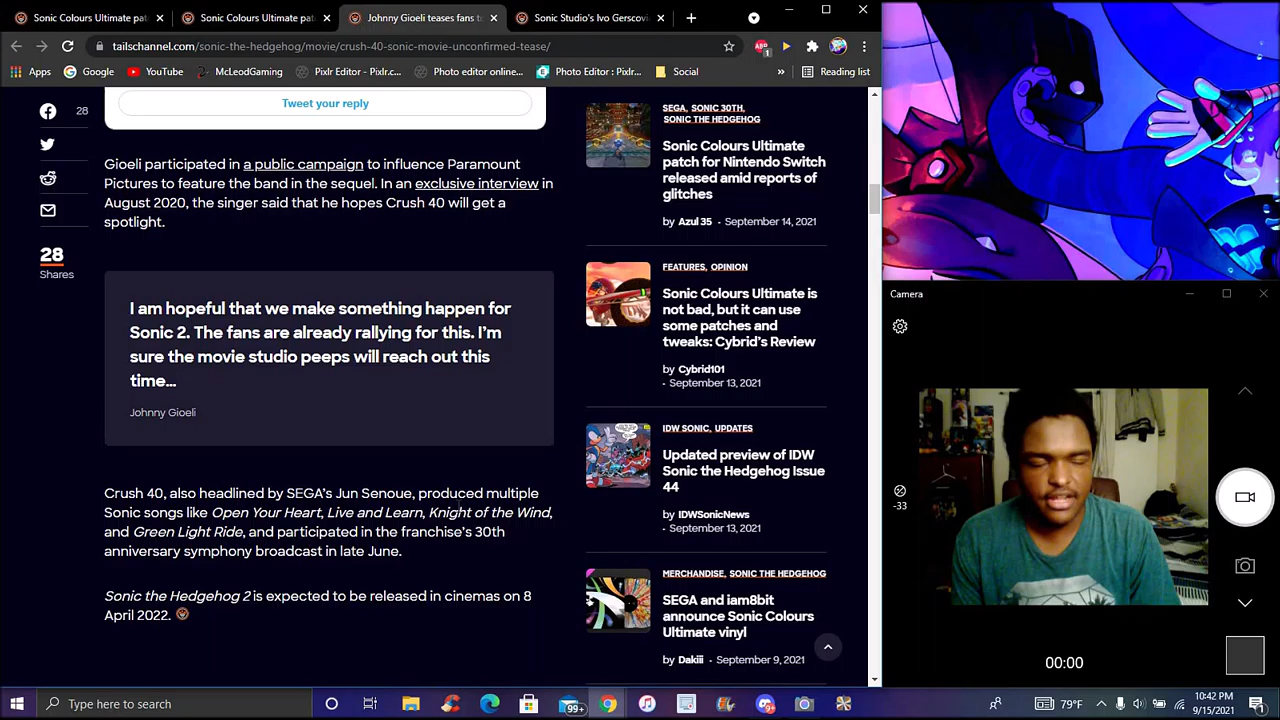 Sonic Colours Ultimate pat
Sonic Colours Ultimate pat
Johnny Gioeli teases fans to
Sonic Studio's Ivo Gerscovi
tailschannel.com/sonic-the-hedgehog/movie/crush-40-sonic-movie-unconfirmed-tease/
ABP
1
Apps
Google
YouTube
McLeodGaming
Pixlr Editor - Pixlr.c...
Photo editor online...
Photo Editor : Pixlr...
Social
»
Reading list
Tweet your reply
28
28
Shares
Gioeli participated in a public campaign to influence Paramount
Pictures to feature the band in the sequel. In an exclusive interview in
August 2020, the singer said that he hopes Crush 40 will get a
spotlight.
I am hopeful that we make something happen for
Sonic 2. The fans are already rallying for this. I'm
sure the movie studio peeps will reach out this
time...
Johnny Gioeli
Crush 40, also headlined by SEGA's Jun Senoue, produced multiple
Sonic songs like Open Your Heart, Live and Learn, Knight of the Wind,
and Green Light Ride, and participated in the franchise's 30th
anniversary symphony broadcast in late June.
Sonic the Hedgehog 2 is expected to be released in cinemas on 8
April 2022.
SEGA, SONIC 30TH,
SONIC THE HEDGEHOG
Sonic Colours Ultimate
patch for Nintendo Switch
released amid reports of
glitches
by Azul 35 • September 14, 2021
FEATURES, OPINION
Sonic Colours Ultimate is
not bad, but it can use
some patches and
tweaks: Cybrid's Review
by Cybrid101
• September 13, 2021
IDW SONIC, UPDATES
Updated preview of IDW
Sonic the Hedgehog Issue
44
by IDWSonicNews
• September 13, 2021
MERCHANDISE, SONIC THE HEDGEHOG
SEGA and iam8bit
announce Sonic Colours
Ultimate vinyl
by Dakiii • September 9, 2021
Camera
-33
00:00
Type here to search
99+
79°F
10:42 PM
9/15/2021
1